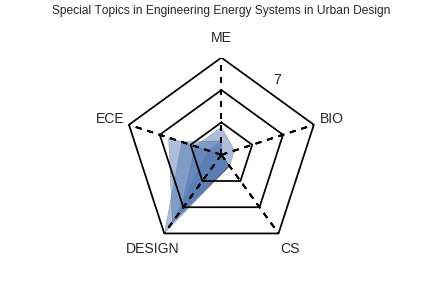 Special Topics in Engineering Energy Systems in Urban Design
ME
7
ECE
BIO
DESIGN
CS